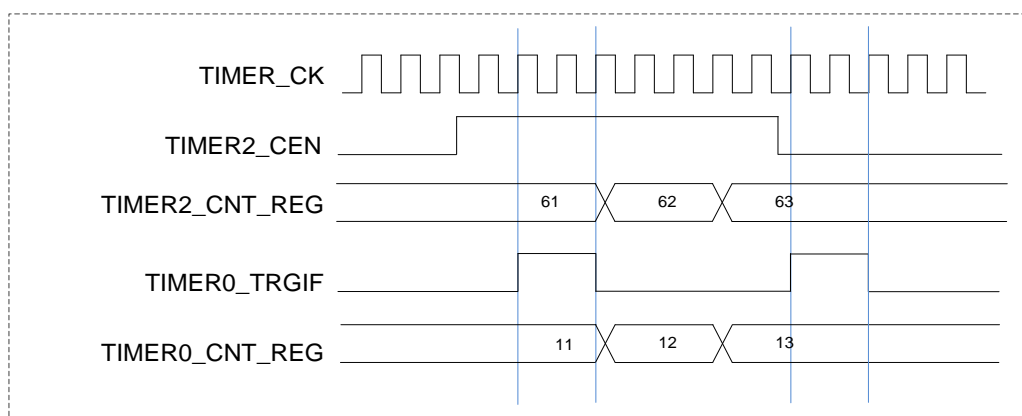 TIMER_CK
TIMER2_CEN
TIMER2_CNT_REG 61 62 63
TIMER0_TRGIF
TIMER0_CNT_REG 11 12 13